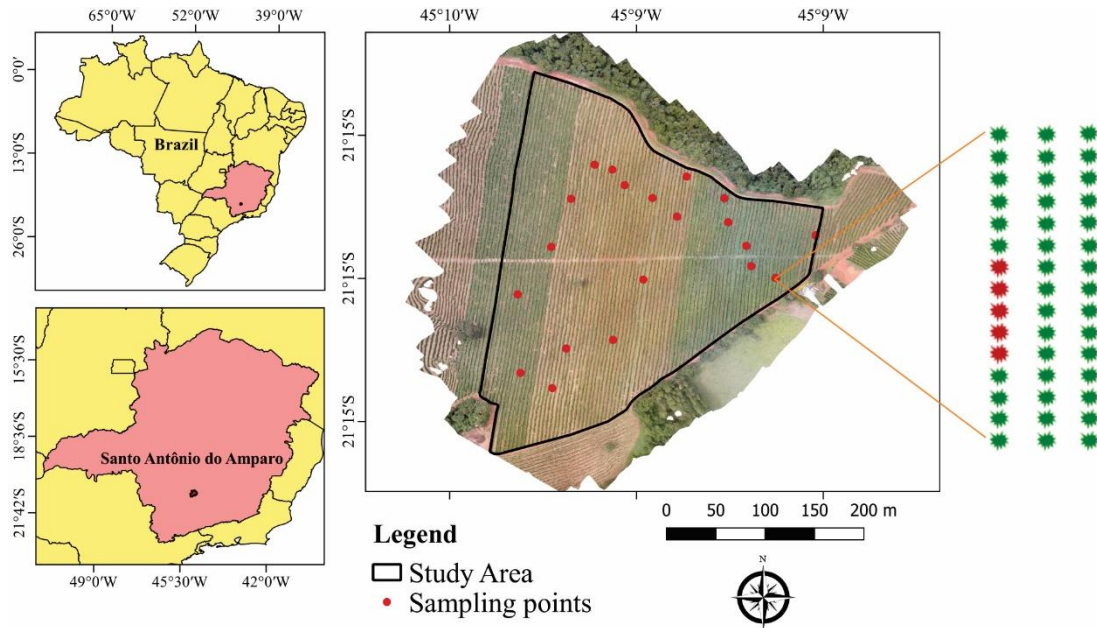 65°0'W 52°0'W 39°0'W
0°0'
13°0'S
26°0'S
Brazil
15°30'S
18°36'S
21°42'S
Santo Antônio do Amparo
49°0'W 45°30'W 42°0'W
45°10'W 45°9'W 45°9'W
21°15'S
21°15'S
21°15'S
0 50 100 150 200 m
Legend
Study Area
Sampling points
N